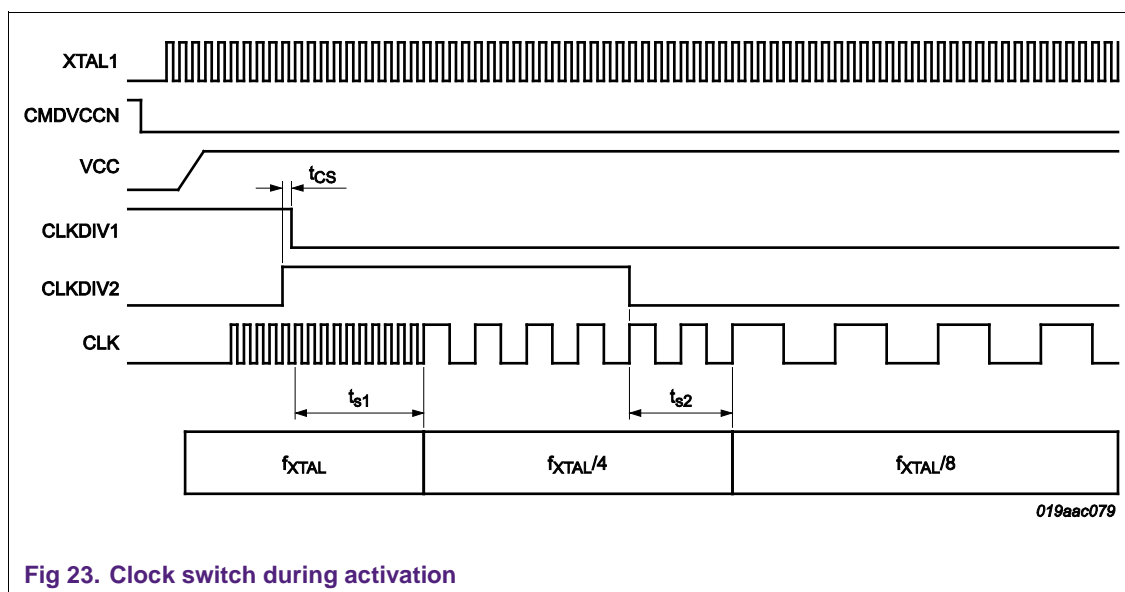 XTAL1
CMDVCCN
VCC
tCS
CLKDIV1
CLKDIV2
CLK
ts1
ts2
fXTAL
fXTAL/4
fXTAL/8
019aac079
Fig 23. Clock switch during activation